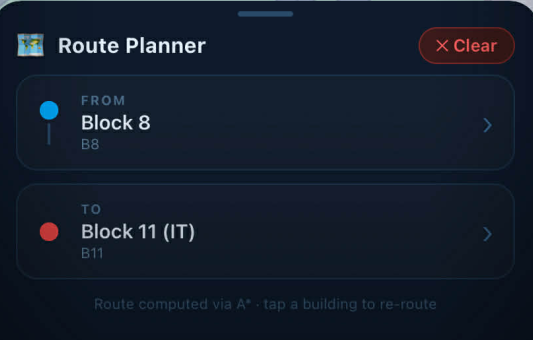 Route Planner
× Clear
FROM
Block 8
B8
TO
Block 11 (IT)
B11
Route computed via A* · tap a building to re-route